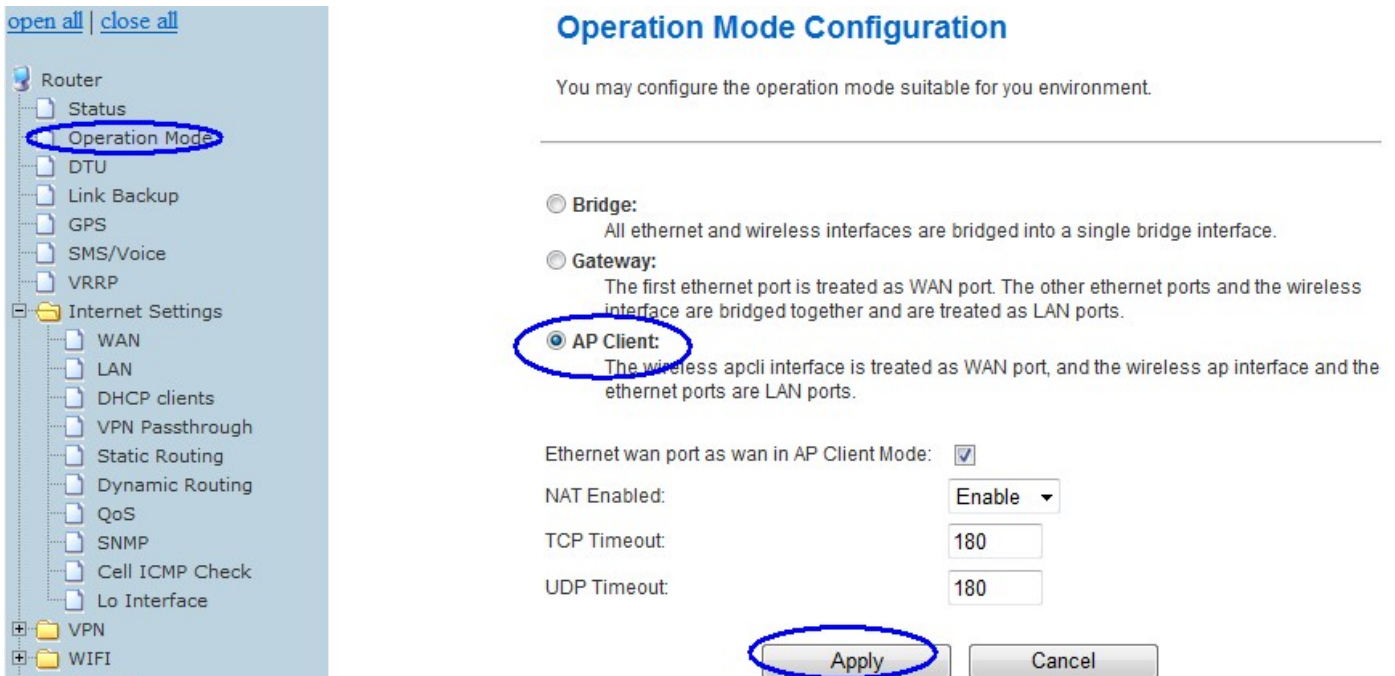 open all | close all
Router
Status
Operation Mode
DTU
Link Backup
GPS
SMS/Voice
VRRP
Internet Settings
WAN
LAN
DHCP clients
VPN Passthrough
Static Routing
Dynamic Routing
QoS
SNMP
Cell ICMP Check
Lo Interface
VPN
WIFI
Operation Mode Configuration
You may configure the operation mode suitable for you environment.
Bridge:
All ethernet and wireless interfaces are bridged into a single bridge interface.
Gateway:
The first ethernet port is treated as WAN port. The other ethernet ports and the wireless
interface are bridged together and are treated as LAN ports.
AP Client:
The wireless apcli interface is treated as WAN port, and the wireless ap interface and the
ethernet ports are LAN ports.
Ethernet wan port as wan in AP Client Mode:
NAT Enabled: Enable
TCP Timeout: 180
UDP Timeout: 180
Apply Cancel